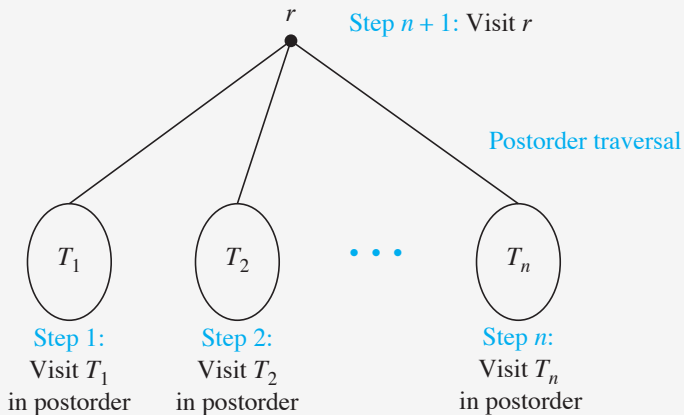 r
Step n + 1: Visit r
Postorder traversal
T₁
T₂
. . .
Tₙ
Step 1:
Visit T₁
in postorder
Step 2:
Visit T₂
in postorder
Step n:
Visit Tₙ
in postorder